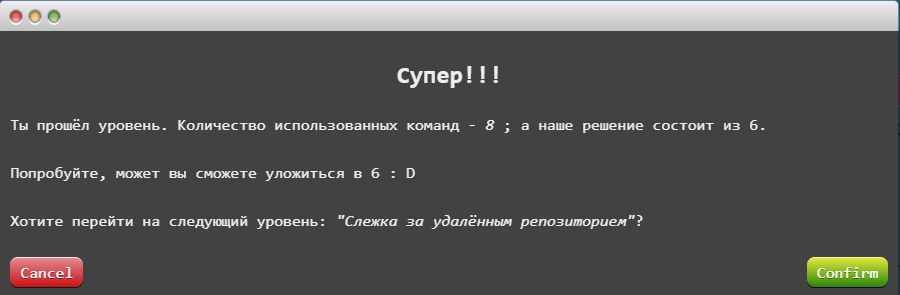 Супер!!!
Ты прошёл уровень. Количество использованных команд - 8 ; а наше решение состоит из 6.
Попробуйте, может вы сможете уложиться в 6 : D
Хотите перейти на следующий уровень: "Слежка за удалённым репозиторием"?
Cancel
Confirm